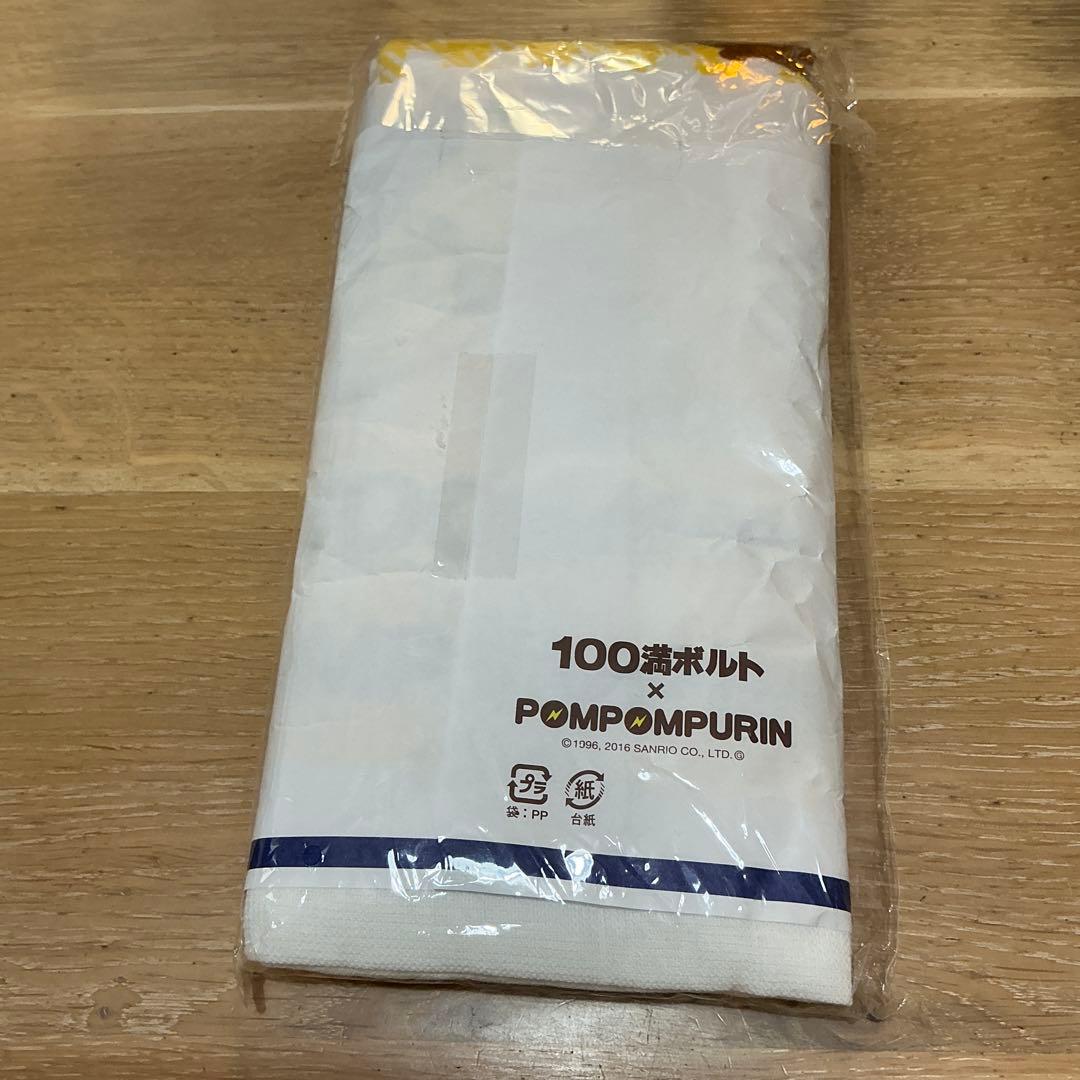 100満ボルト
×
POMPOMPURIN
©1996, 2016 SANRIO CO., LTD. Ⓖ
プラ 紙
袋：PP 台紙